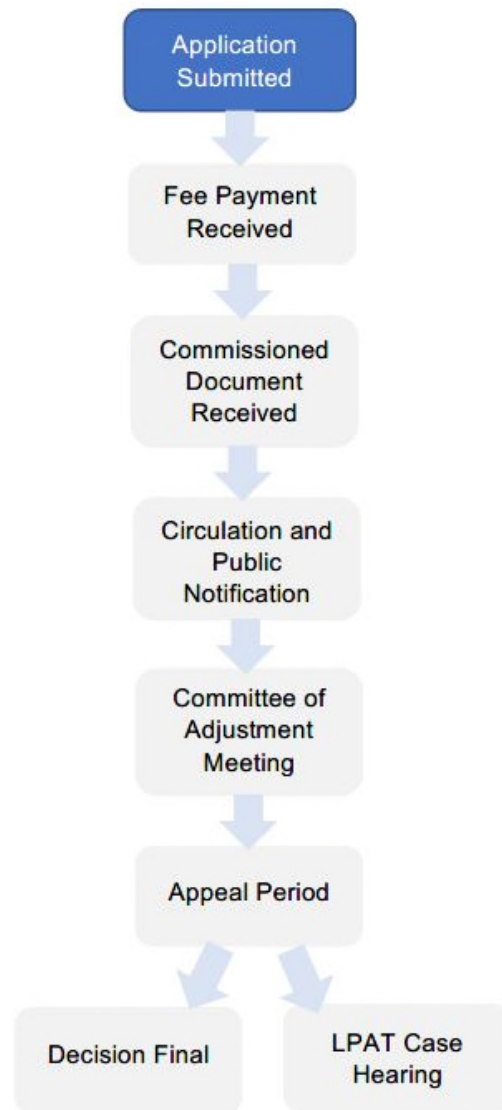 Application
Submitted
Fee Payment
Received
Commissioned
Document
Received
Circulation and
Public
Notification
Committee of
Adjustment
Meeting
Appeal Period
Decision Final
LPAT Case
Hearing